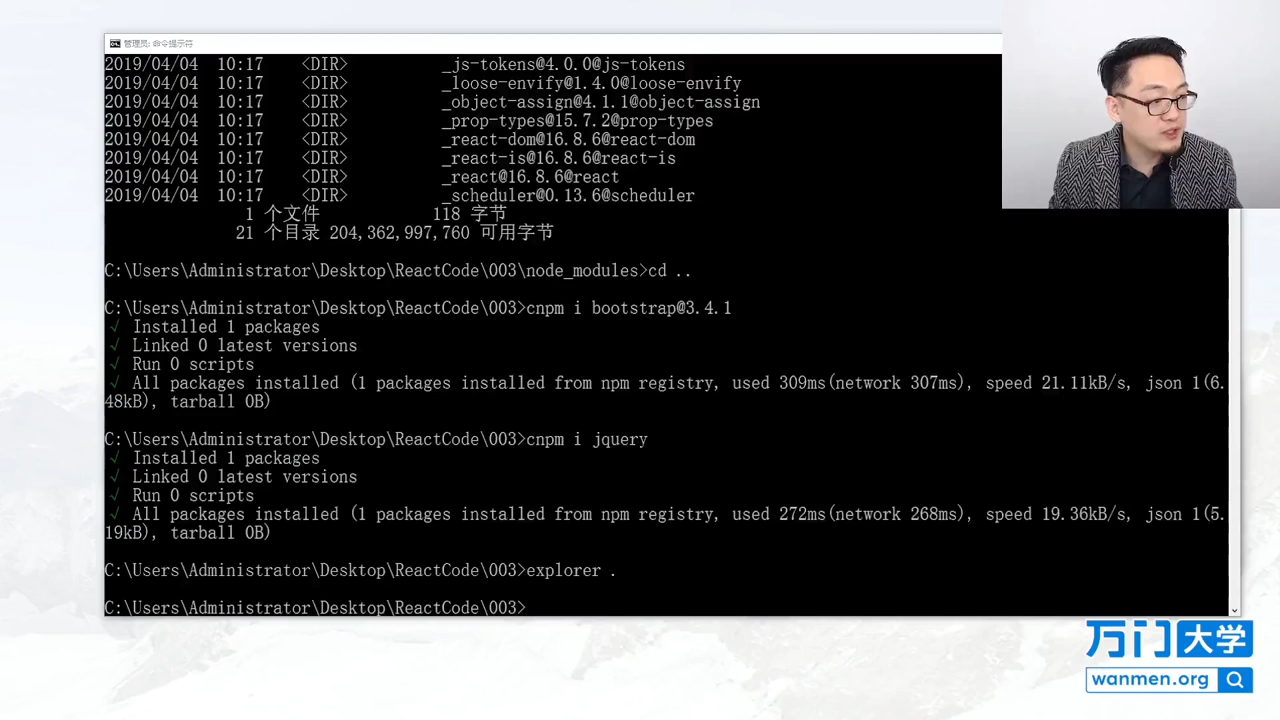 管理员: 命令提示符
2019/04/04  10:17    <DIR>          _js-tokens@4.0.0@js-tokens
2019/04/04  10:17    <DIR>          _loose-envify@1.4.0@loose-envify
2019/04/04  10:17    <DIR>          _object-assign@4.1.1@object-assign
2019/04/04  10:17    <DIR>          _prop-types@15.7.2@prop-types
2019/04/04  10:17    <DIR>          _react-dom@16.8.6@react-dom
2019/04/04  10:17    <DIR>          _react-is@16.8.6@react-is
2019/04/04  10:17    <DIR>          _react@16.8.6@react
2019/04/04  10:17    <DIR>          _scheduler@0.13.6@scheduler
1 个文件            118 字节
21 个目录 204,362,997,760 可用字节
C:\Users\Administrator\Desktop\ReactCode\003\node_modules>cd ..
C:\Users\Administrator\Desktop\ReactCode\003>cnpm i bootstrap@3.4.1
√ Installed 1 packages
√ Linked 0 latest versions
√ Run 0 scripts
√ All packages installed (1 packages installed from npm registry, used 309ms(network 307ms), speed 21.11kB/s, json 1(6.
48kB), tarball 0B)
C:\Users\Administrator\Desktop\ReactCode\003>cnpm i jquery
√ Installed 1 packages
√ Linked 0 latest versions
√ Run 0 scripts
√ All packages installed (1 packages installed from npm registry, used 272ms(network 268ms), speed 19.36kB/s, json 1(5.
19kB), tarball 0B)
C:\Users\Administrator\Desktop\ReactCode\003>explorer .
C:\Users\Administrator\Desktop\ReactCode\003>
万门大学
wanmen.org